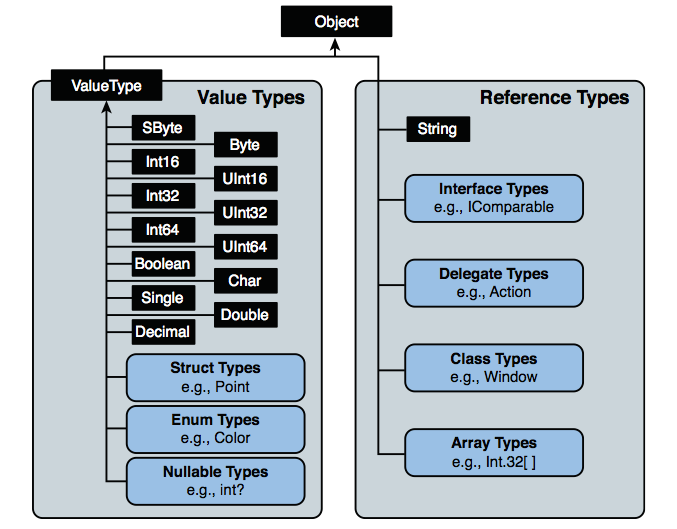 Object
ValueType
Value Types
SByte
Byte
Int16
UInt16
Int32
UInt32
Int64
UInt64
Boolean
Char
Single
Double
Decimal
Struct Types
e.g., Point
Enum Types
e.g., Color
Nullable Types
e.g., int?
Reference Types
String
Interface Types
e.g., IComparable
Delegate Types
e.g., Action
Class Types
e.g., Window
Array Types
e.g., Int.32[ ]